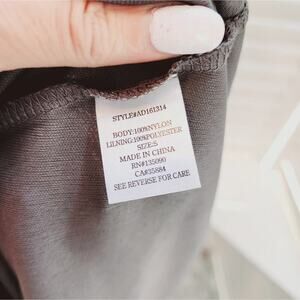 STYLE#AD161314
BODY:100%NYLON
LILNING:100%POLYESTER
SIZE:S
MADE IN CHINA
RN#135090
CA#35884
SEE REVERSE FOR CARE